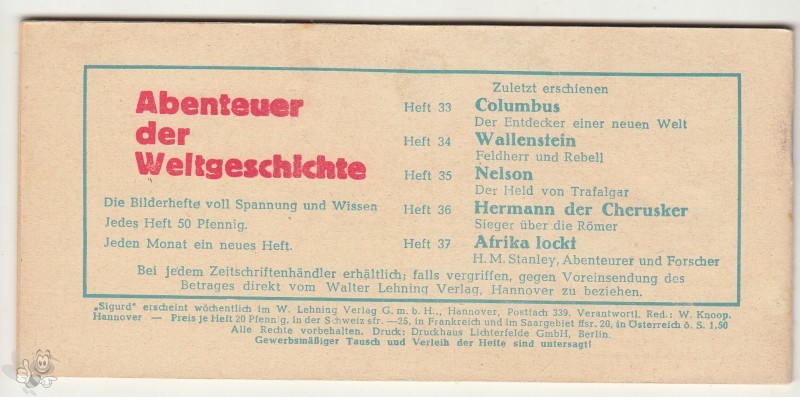 Abenteuer
der
Weltgeschichte
Die Bilderhefte voll Spannung und Wissen
Jedes Heft 50 Pfennig.
Jeden Monat ein neues Heft.
Zuletzt erschienen
Heft 33 Columbus
Der Entdecker einer neuen Welt
Heft 34 Wallenstein
Feldherr und Rebell
Heft 35 Nelson
Der Held von Trafalgar
Heft 36 Hermann der Cherusker
Sieger über die Römer
Heft 37 Afrika lockt
H. M. Stanley, Abenteurer und Forscher
Bei jedem Zeitschriftenhändler erhältlich; falls vergriffen, gegen Voreinsendung des
Betrages direkt vom Walter Lehning Verlag, Hannover zu beziehen.
„Sigurd" erscheint wöchentlich im W. Lehning Verlag G. m. b. H., Hannover, Postfach 339. Verantwortl. Red.: W. Knoop.
Hannover — Preis je Heft 20 Pfennig, in der Schweiz sfr. —25, in Frankreich und im Saargebiet ffsr. 20, in Österreich ö. S. 1,50
Alle Rechte vorbehalten. Druck: Druckhaus Lichterfelde GmbH, Berlin.
Gewerbsmäßiger Tausch und Verleih der Hefte sind untersagt!